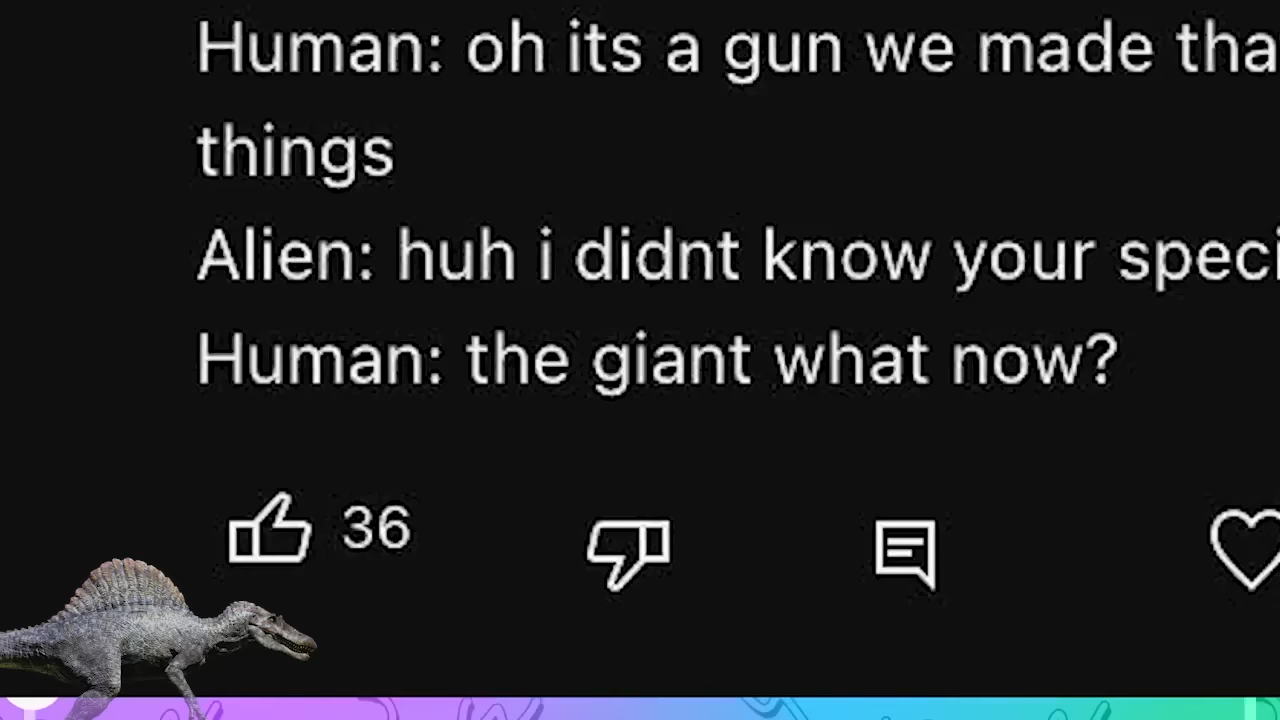 Human: oh its a gun we made tha
things
Alien: huh i didnt know your speci
Human: the giant what now?
36